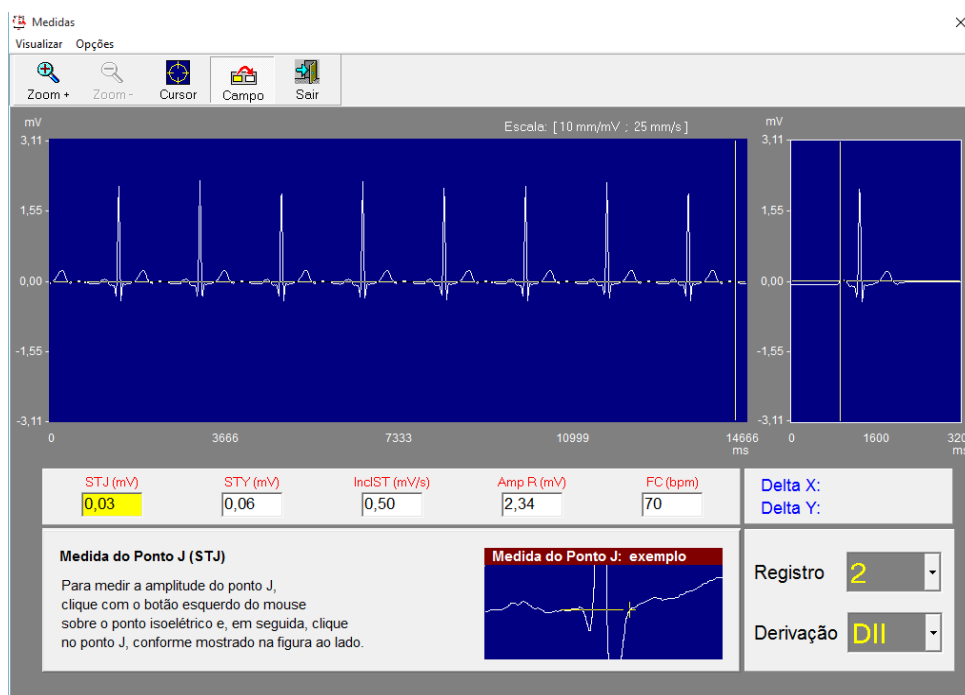 Medidas
Visualizar Opções
Zoom + Zoom - Cursor Campo Sair
mV Escala: [ 10 mm/mV ; 25 mm/s ] mV
3,11 3,11
1,55 1,55
0,00 0,00
-1,55 -1,55
-3,11 -3,11
0 3666 7333 10999 14666 0 1600 320
ms ms
STJ (mV) STY (mV) InclST (mV/s) Amp R (mV) FC (bpm)
0,03 0,06 0,50 2,34 70
Delta X:
Delta Y:
Medida do Ponto J (STJ)
Para medir a amplitude do ponto J,
clique com o botão esquerdo do mouse
sobre o ponto isoelétrico e, em seguida, clique
no ponto J, conforme mostrado na figura ao lado.
Medida do Ponto J: exemplo
Registro 2
Derivação DII